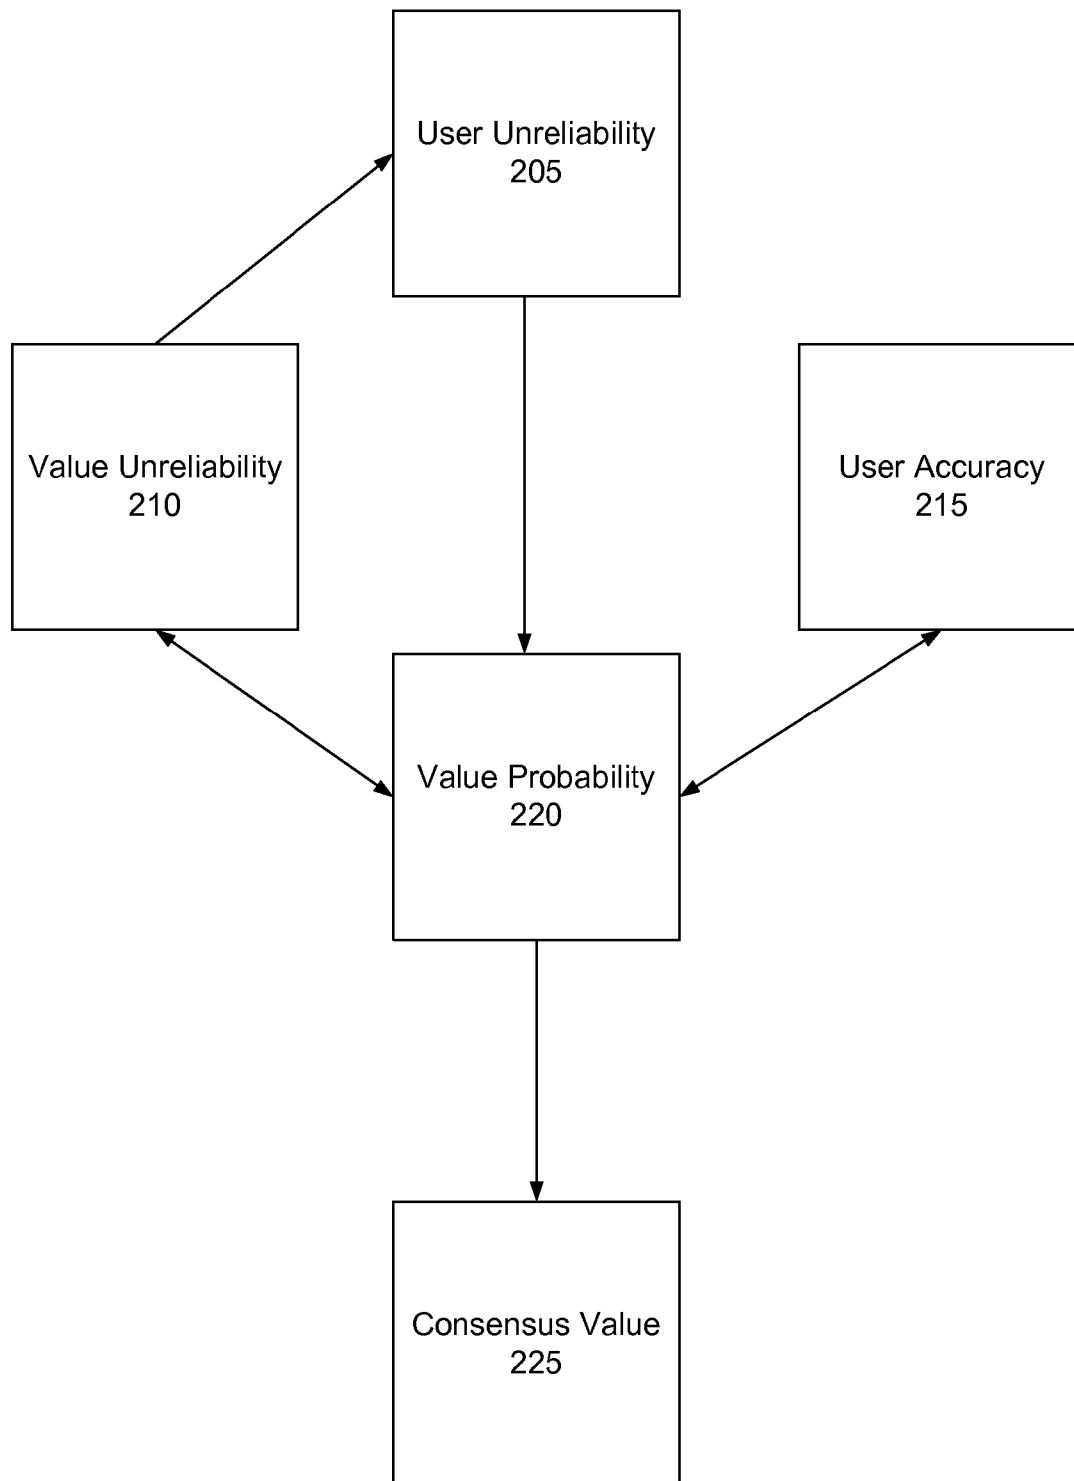 User Unreliability
205
Value Unreliability
210
User Accuracy
215
Value Probability
220
Consensus Value
225